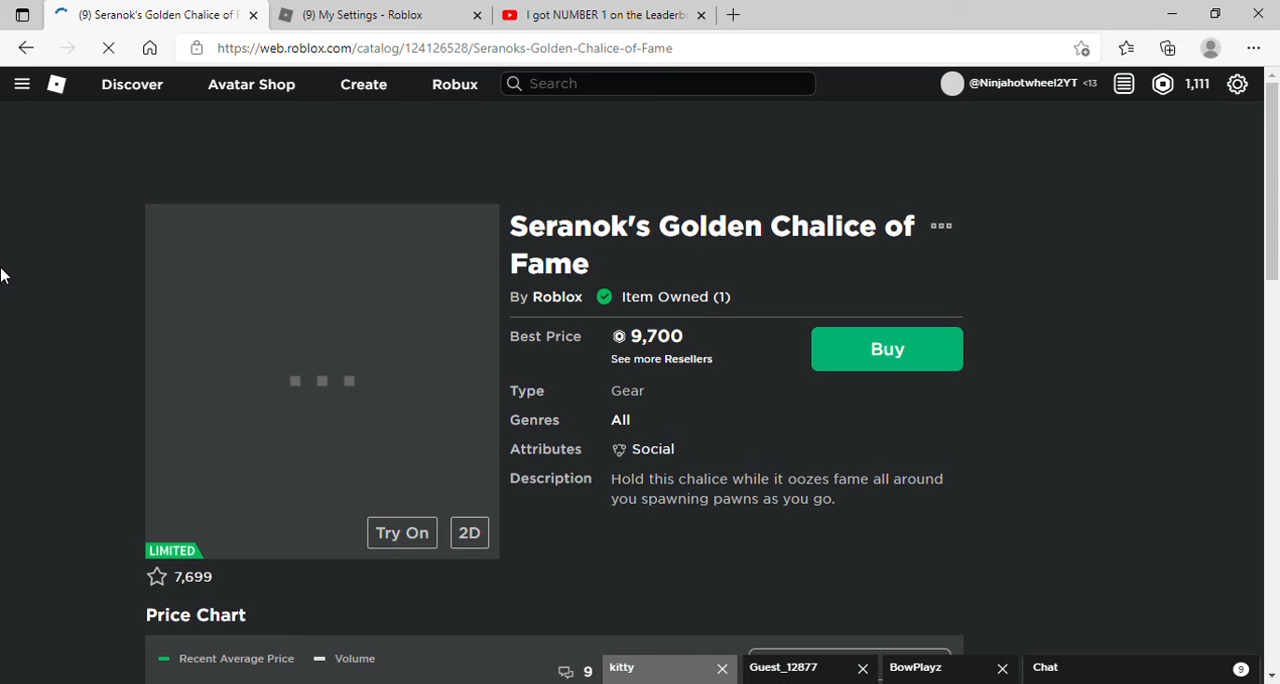 (9) Seranok's Golden Chalice of F
(9) My Settings - Roblox
I got NUMBER 1 on the Leaderb
https://web.roblox.com/catalog/124126528/Seranoks-Golden-Chalice-of-Fame
Discover
Avatar Shop
Create
Robux
Search
@Ninjahotwheel2YT <13
1,111
Seranok's Golden Chalice of
Fame
By Roblox
Item Owned (1)
Best Price
9,700
See more Resellers
Buy
Type
Gear
Genres
All
Attributes
Social
Description
Hold this chalice while it oozes fame all around
you spawning pawns as you go.
Try On
2D
LIMITED
7,699
Price Chart
Recent Average Price
Volume
9
kitty
Guest_12877
BowPlayz
Chat
9